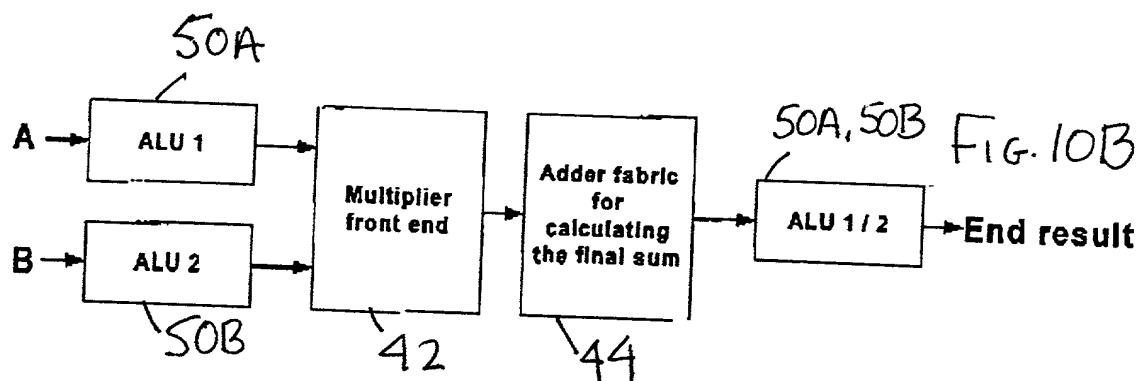 50A
A
ALU 1
B
ALU 2
50B
Multiplier
front end
42
Adder fabric
for
calculating
the final sum
44
50A, 50B
ALU 1 / 2
End result
FIG. 10B